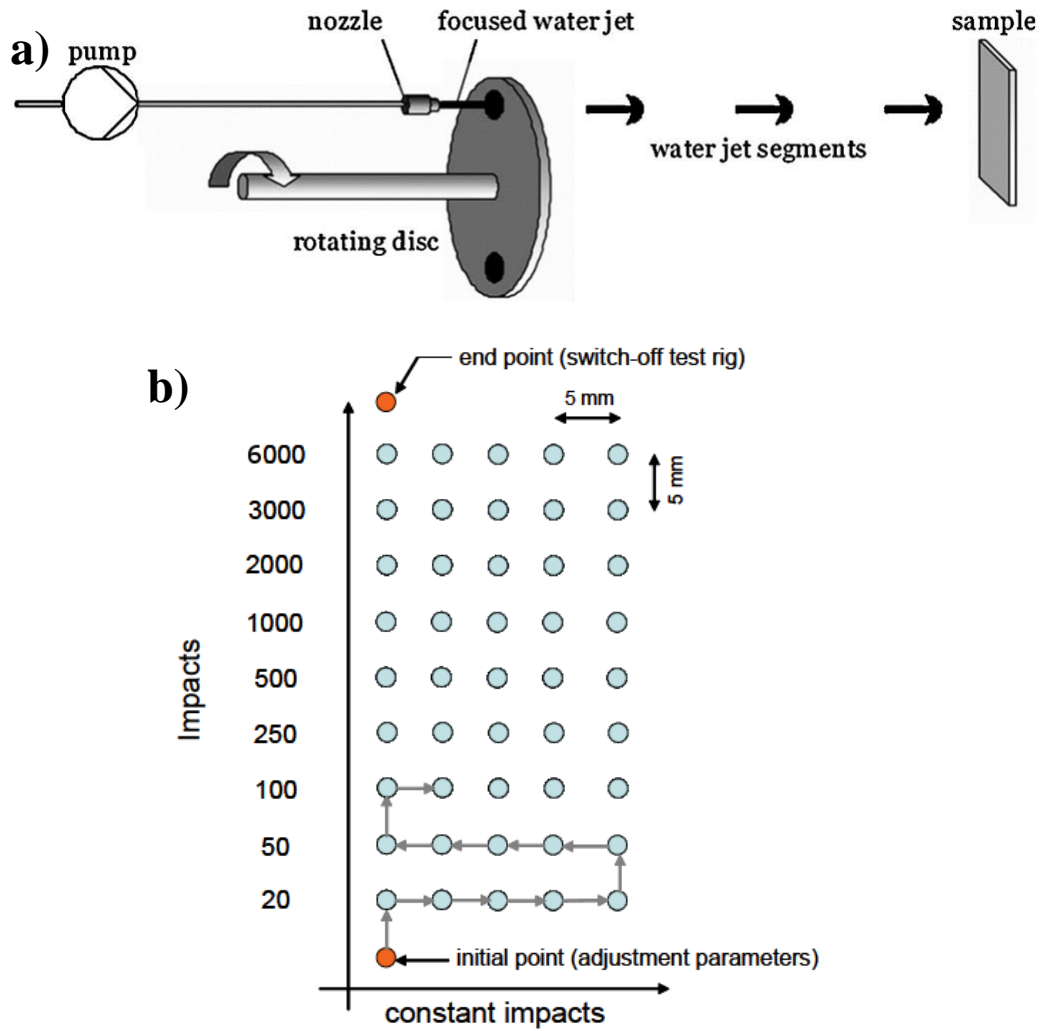 a)
pump
nozzle
focused water jet
sample
water jet segments
rotating disc
b)
end point (switch-off test rig)
5 mm
5 mm
6000
3000
2000
1000
500
250
100
50
20
Impacts
initial point (adjustment parameters)
constant impacts